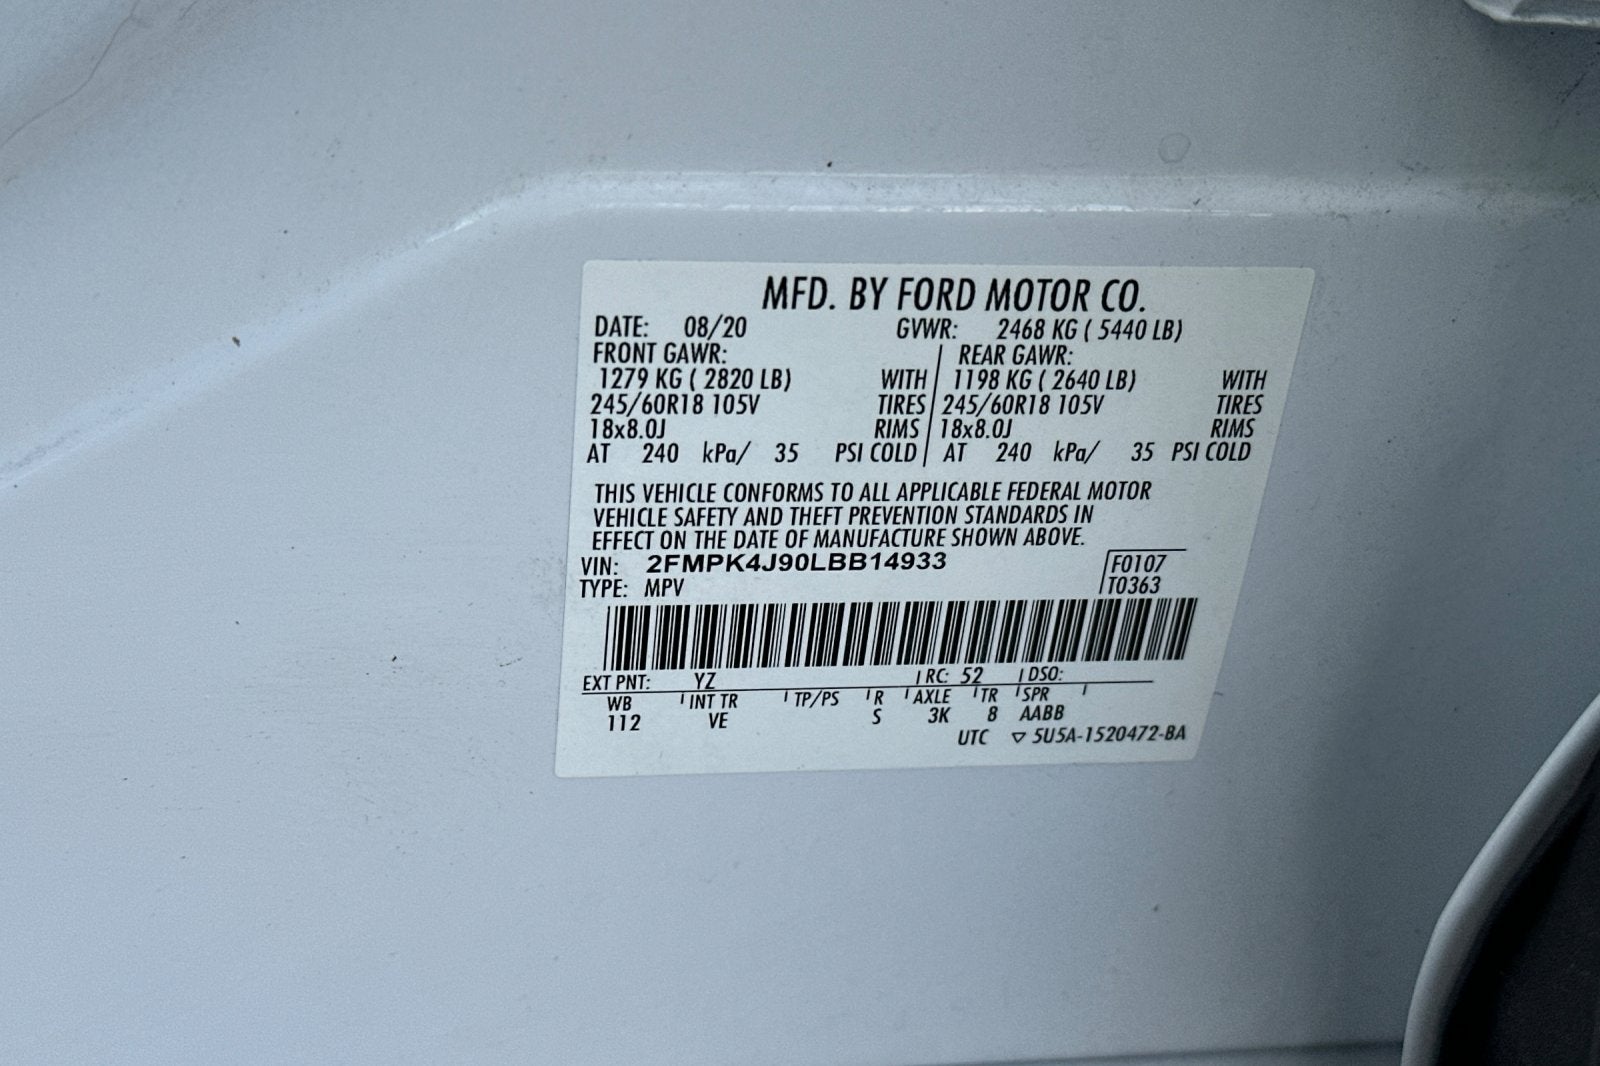 MFD. BY FORD MOTOR CO.
DATE: 08/20 GVWR: 2468 KG ( 5440 LB)
FRONT GAWR: REAR GAWR:
1279 KG ( 2820 LB) WITH 1198 KG ( 2640 LB) WITH
245/60R18 105V TIRES 245/60R18 105V TIRES
18x8.0J RIMS 18x8.0J RIMS
AT 240 kPa/ 35 PSI COLD AT 240 kPa/ 35 PSI COLD
THIS VEHICLE CONFORMS TO ALL APPLICABLE FEDERAL MOTOR
VEHICLE SAFETY AND THEFT PREVENTION STANDARDS IN
EFFECT ON THE DATE OF MANUFACTURE SHOWN ABOVE.
VIN: 2FMPK4J90LBB14933 F0107
TYPE: MPV T0363
EXT PNT: YZ RC: 52 DSO:
WB INT TR TP/PS R AXLE TR SPR
112 VE S 3K 8 AABB
UTC ▽ 5U5A-1520472-BA